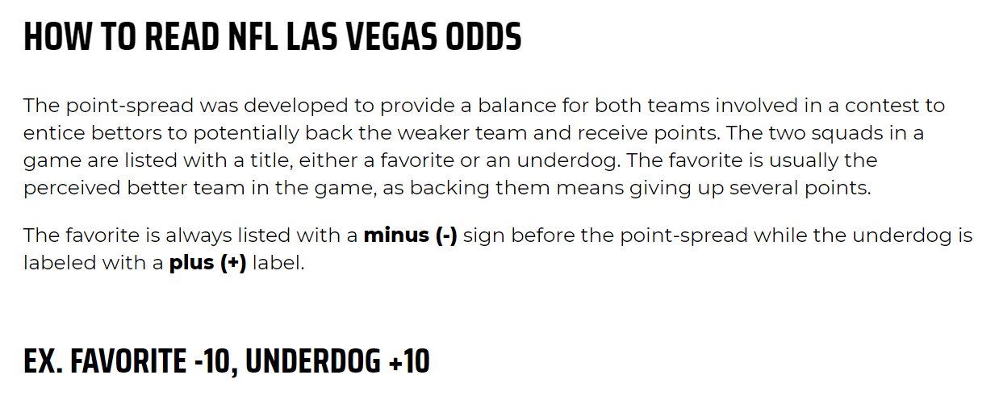 HOW TO READ NFL LAS VEGAS ODDS
The point-spread was developed to provide a balance for both teams involved in a contest to
entice bettors to potentially back the weaker team and receive points. The two squads in a
game are listed with a title, either a favorite or an underdog. The favorite is usually the
perceived better team in the game, as backing them means giving up several points.
The favorite is always listed with a minus (-) sign before the point-spread while the underdog is
labeled with a plus (+) label.
EX. FAVORITE -10, UNDERDOG +10